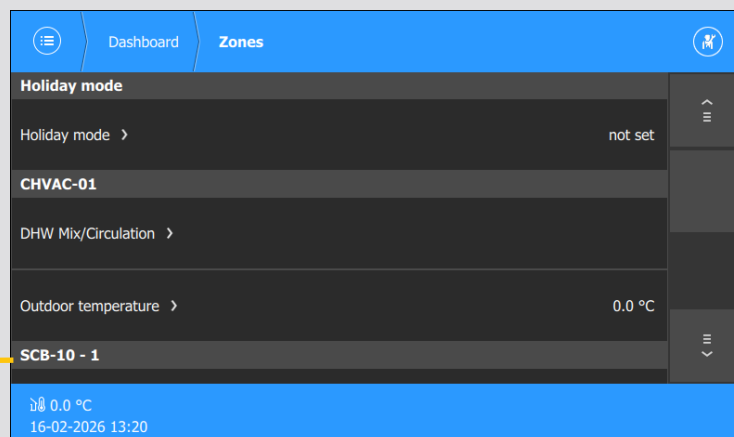 Dashboard Zones
Holiday mode
Holiday mode not set
CHVAC-01
DHW Mix/Circulation
Outdoor temperature 0.0 °C
SCB-10 - 1
0.0 °C
16-02-2026 13:20